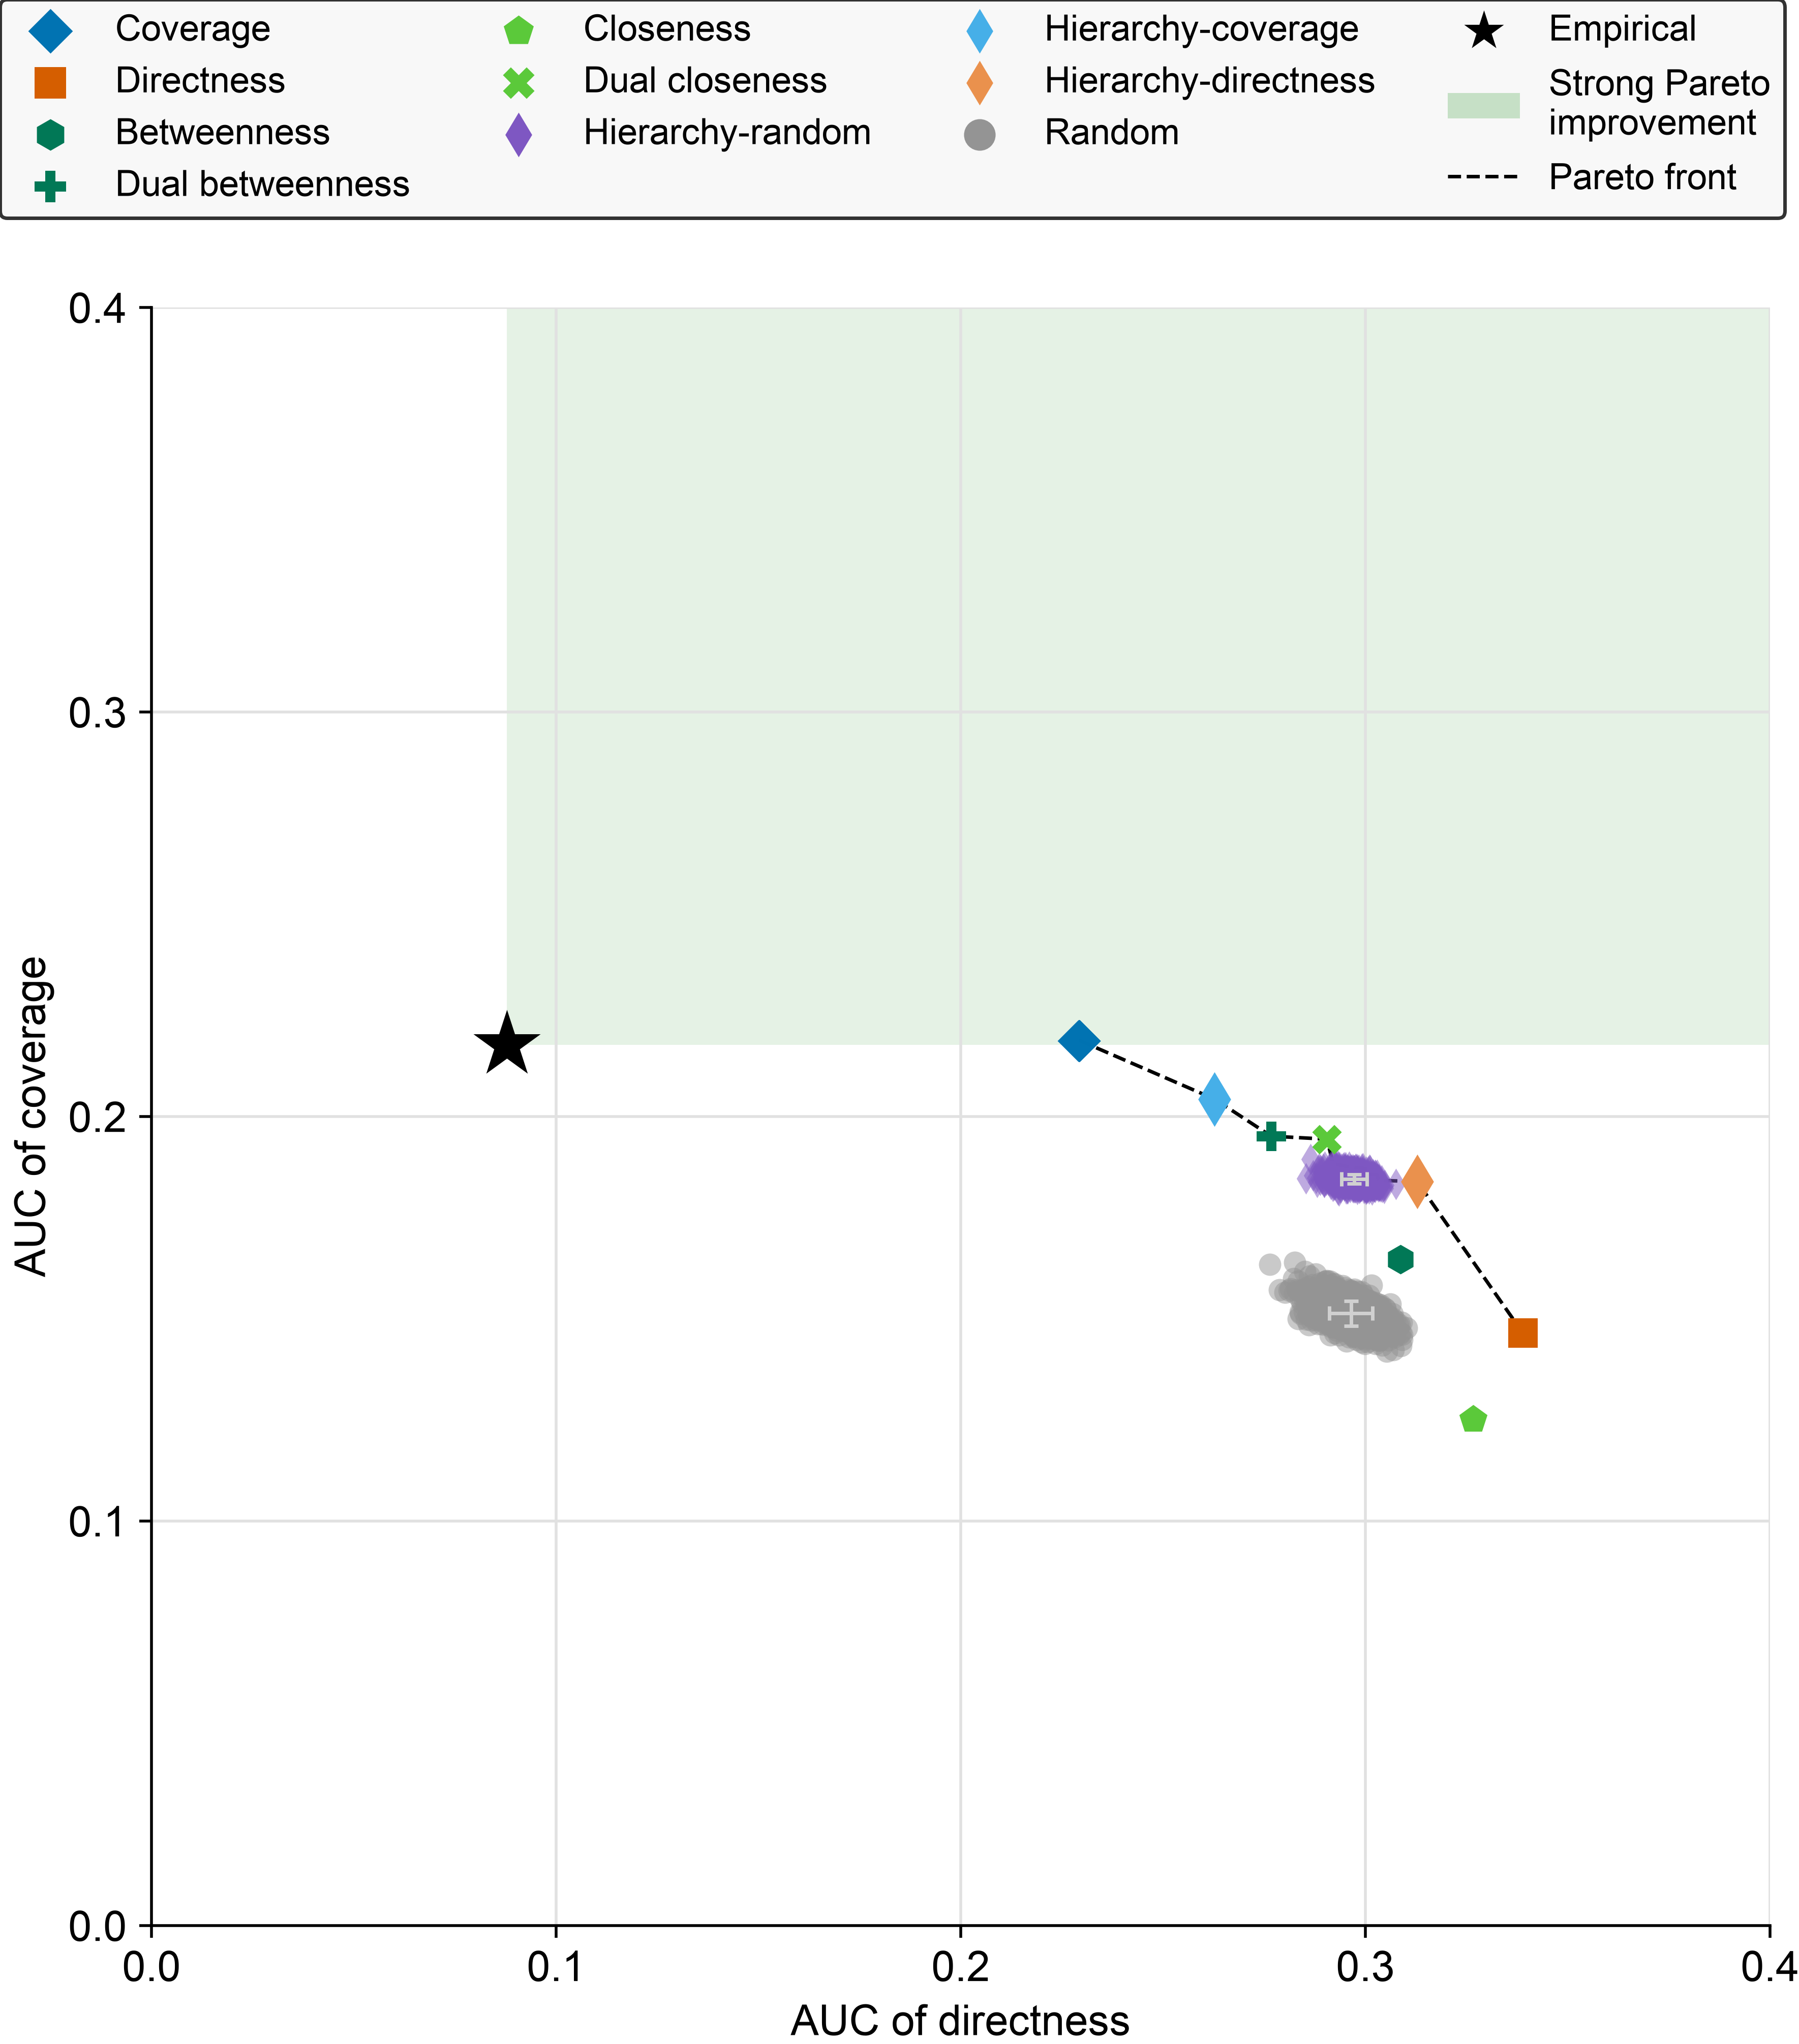 Coverage
Directness
Betweenness
Dual betweenness
Closeness
Dual closeness
Hierarchy-random
Hierarchy-coverage
Hierarchy-directness
Random
Empirical
Strong Pareto
improvement
Pareto front
0.4
0.3
0.2
0.1
0.0
AUC of coverage
0.0
0.1
0.2
0.3
0.4
AUC of directness